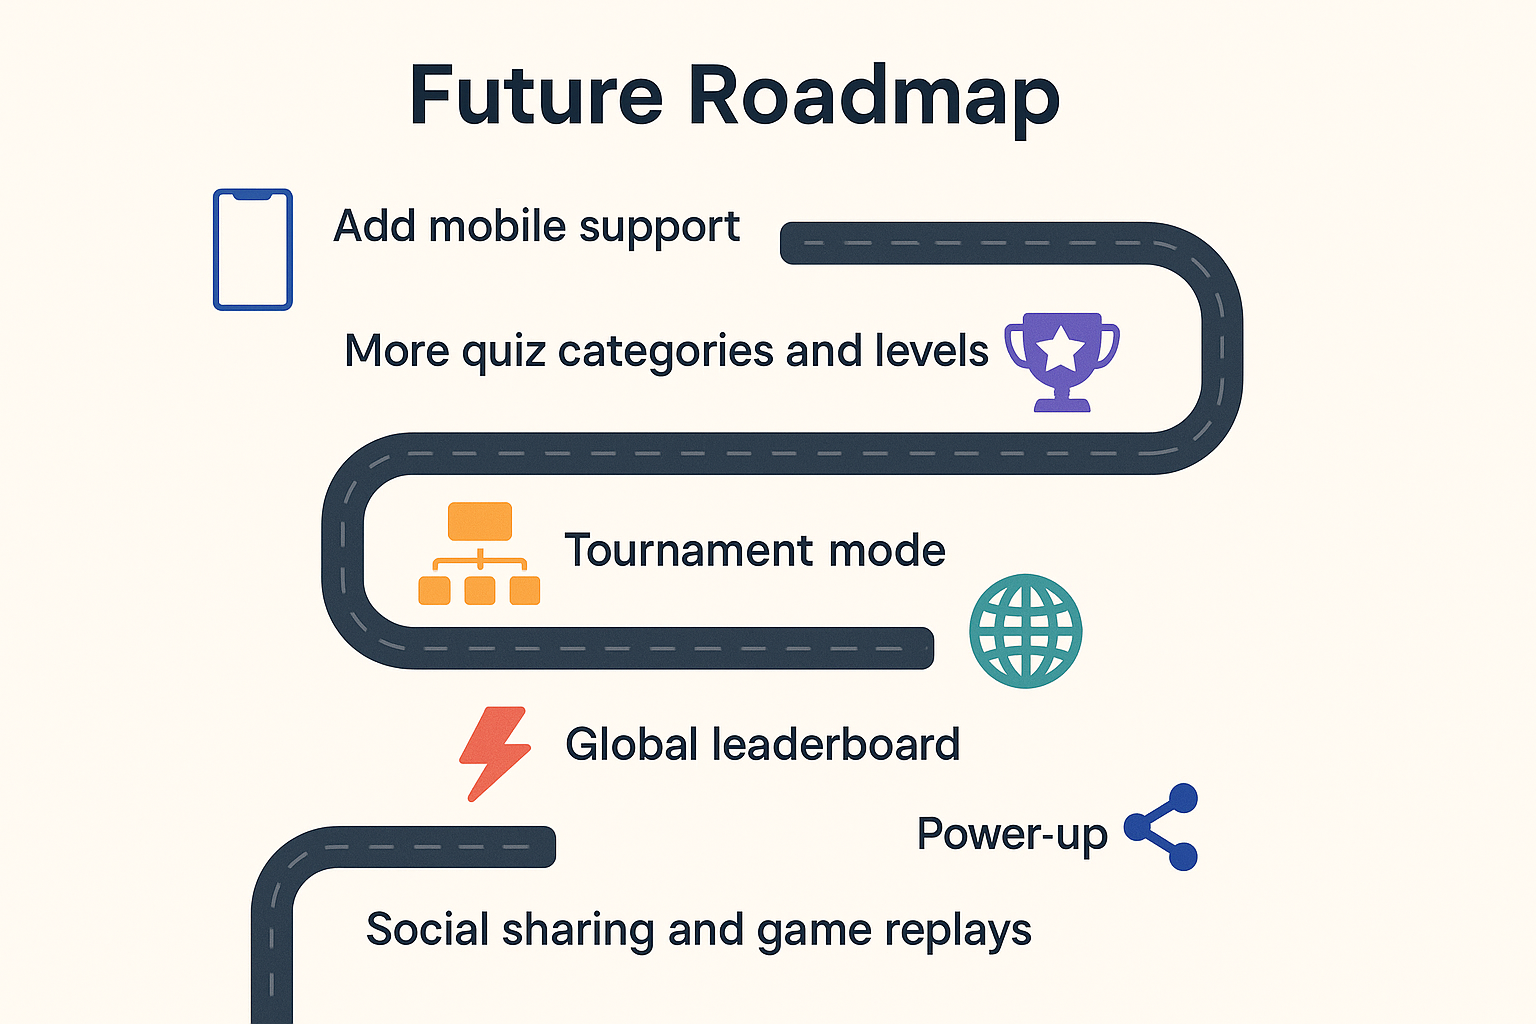 Future Roadmap
Add mobile support
More quiz categories and levels
Tournament mode
Global leaderboard
Power-up
Social sharing and game replays